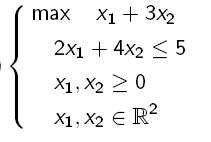 max x₁ + 3x₂
2x₁ + 4x₂ ≤ 5
x₁, x₂ ≥ 0
x₁, x₂ ∈ ℝ²